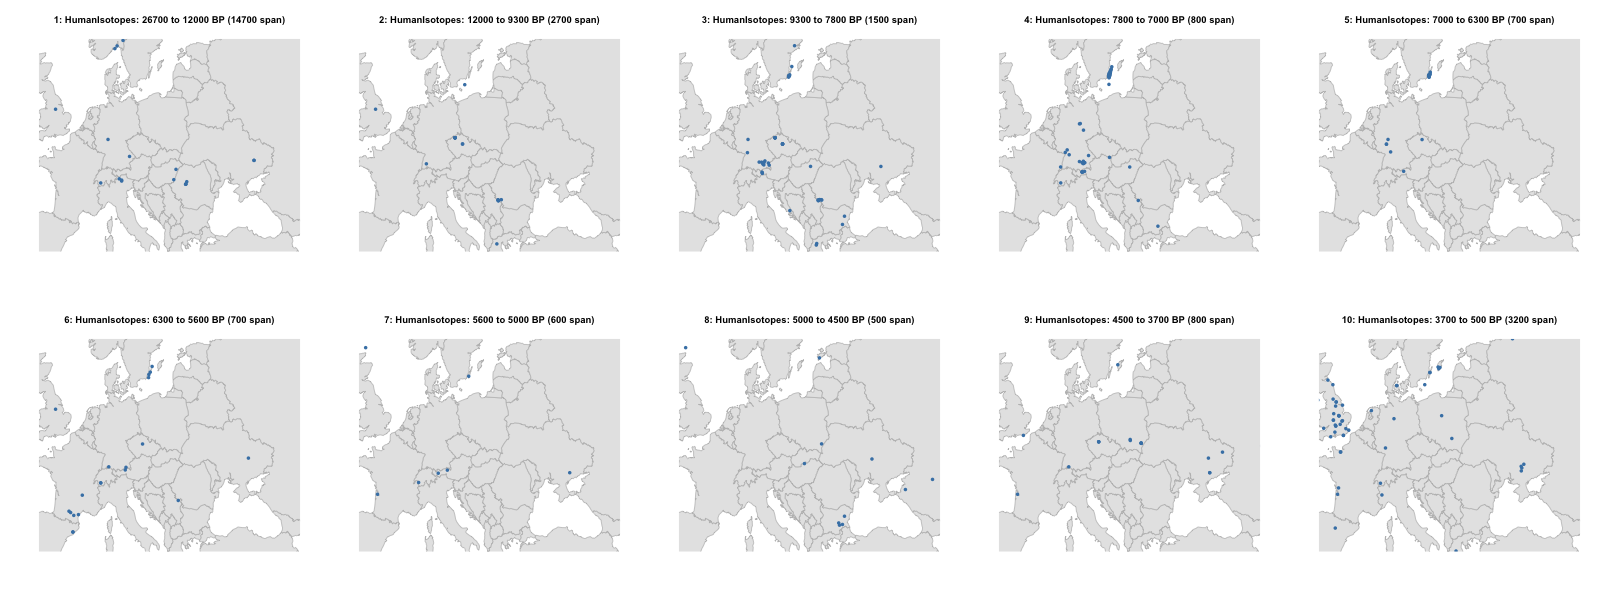 1: HumanIsotopes: 26700 to 12000 BP (14700 span)
2: HumanIsotopes: 12000 to 9300 BP (2700 span)
3: HumanIsotopes: 9300 to 7800 BP (1500 span)
4: HumanIsotopes: 7800 to 7000 BP (800 span)
5: HumanIsotopes: 7000 to 6300 BP (700 span)
6: HumanIsotopes: 6300 to 5600 BP (700 span)
7: HumanIsotopes: 5600 to 5000 BP (600 span)
8: HumanIsotopes: 5000 to 4500 BP (500 span)
9: HumanIsotopes: 4500 to 3700 BP (800 span)
10: HumanIsotopes: 3700 to 500 BP (3200 span)